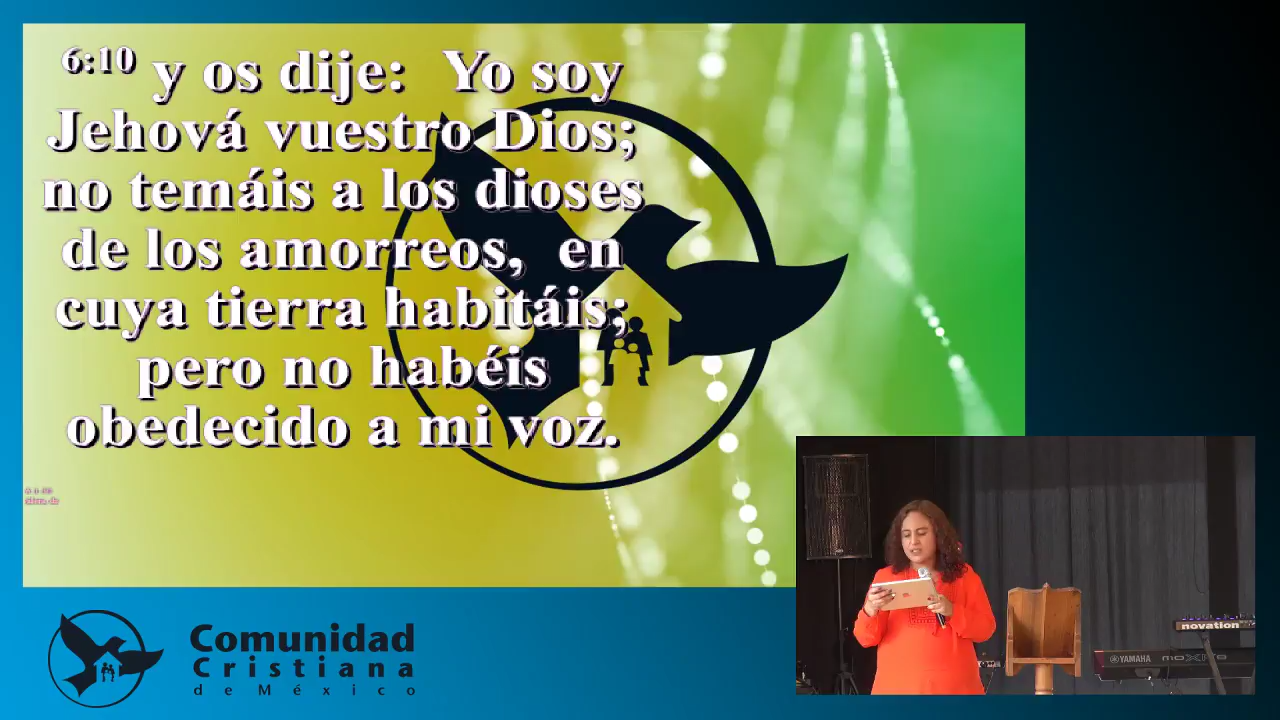 6:10 y os dije: Yo soy
Jehová vuestro Dios;
no temáis a los dioses
de los amorreos, en
cuya tierra habitáis;
pero no habéis
obedecido a mi voz.
Comunidad
Cristiana
de México
novation
YAMAHA MOXF8